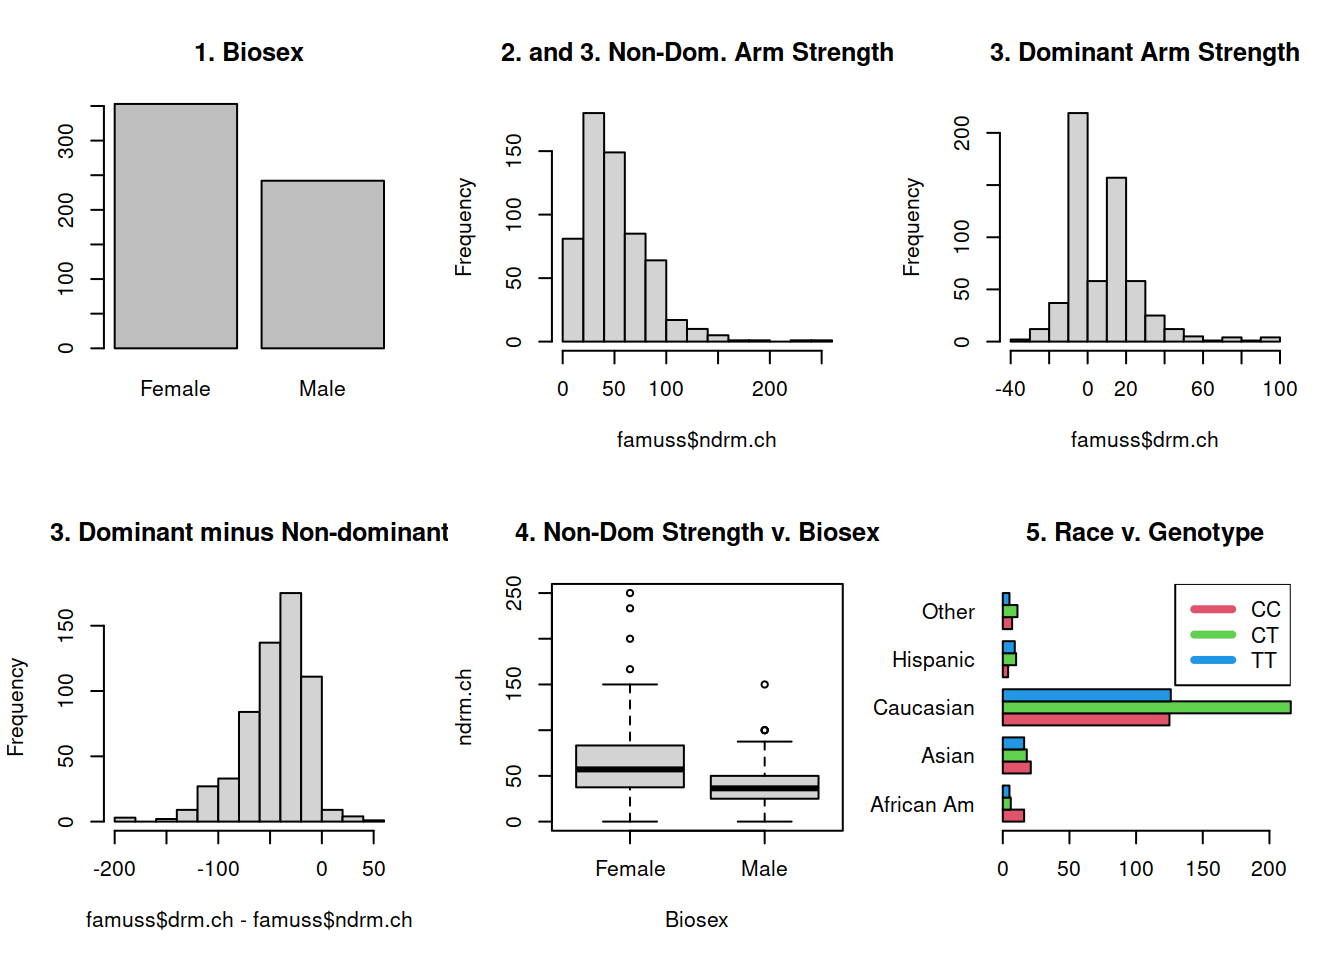 1. Biosex
0
100
200
300
Female Male
2. and 3. Non-Dom. Arm Strength
Frequency
0
50
100
150
0 50 100 200
famuss$ndrm.ch
3. Dominant Arm Strength
Frequency
0
50
100
200
-40 0 20 60 100
famuss$drm.ch
3. Dominant minus Non-dominant
Frequency
0
50
100
150
-200 -100 0 50
famuss$drm.ch - famuss$ndrm.ch
4. Non-Dom Strength v. Biosex
ndrm.ch
0
50
150
250
Female Male
Biosex
5. Race v. Genotype
Other
Hispanic
Caucasian
Asian
African Am
CC
CT
TT
0 50 100 150 200